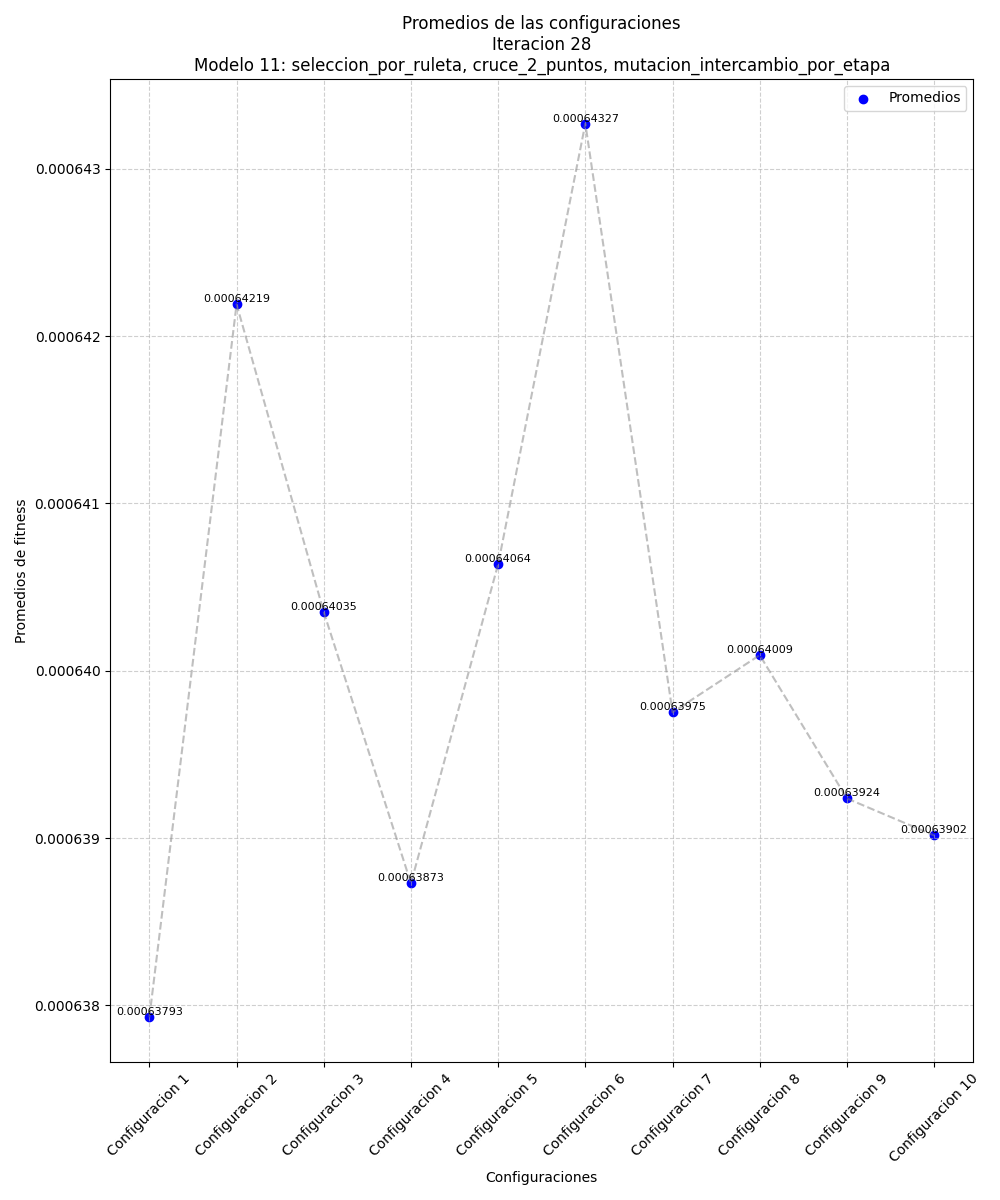 Promedios de las configuraciones
Iteracion 28
Modelo 11: seleccion_por_ruleta, cruce_2_puntos, mutacion_intercambio_por_etapa
Promedios
0.00064327
0.000643
0.00064219
0.000642
0.000641
0.00064064
0.00064035
0.00064009
0.000640
0.00063975
0.00063924
0.00063902
0.000639
0.00063873
0.000638
0.00063793
Promedios de fitness
Configuracion 1
Configuracion 2
Configuracion 3
Configuracion 4
Configuracion 5
Configuracion 6
Configuracion 7
Configuracion 8
Configuracion 9
Configuracion 10
Configuraciones